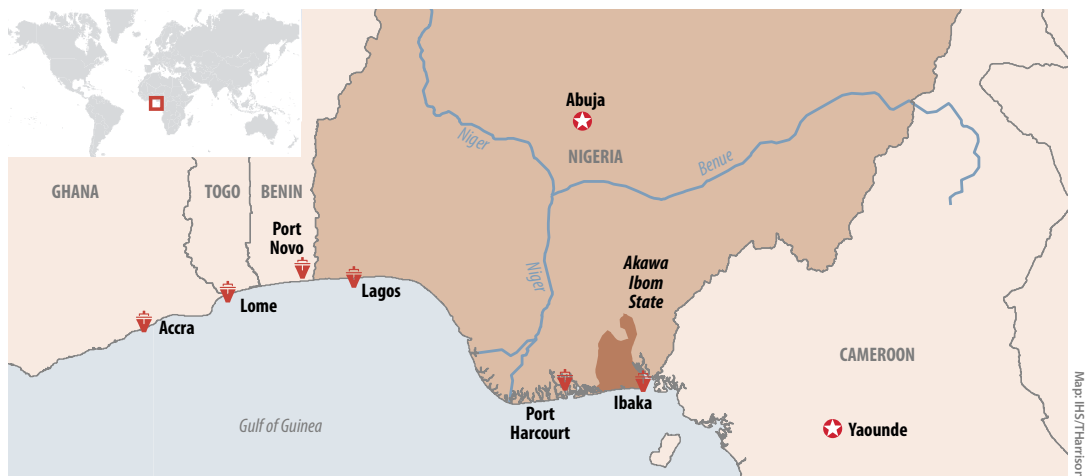 Abuja
Niger
NIGERIA
Benue
GHANA
TOGO
BENIN
Port
Novo
Niger
Akawa
Ibom
State
Lagos
Lome
Accra
CAMEROON
Port
Harcourt
Ibaka
Gulf of Guinea
Yaounde
Map: IHS/THarrison